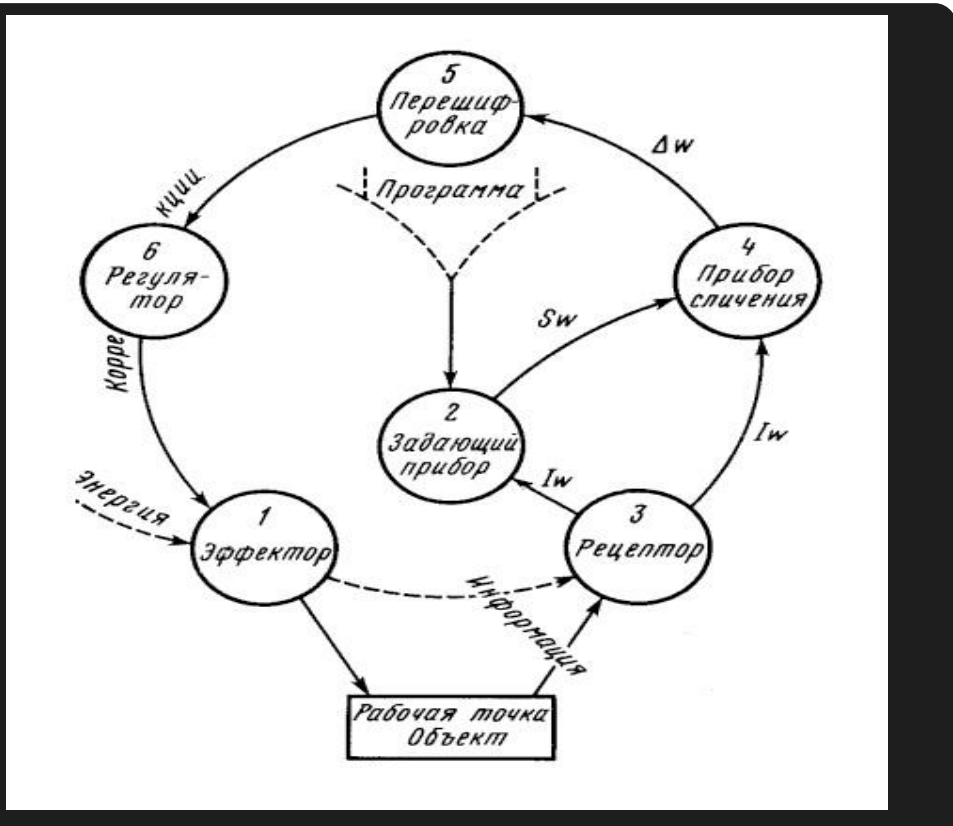 5
Перешиф-
ровка
Δw
Программа
кции
6
Регуля-
тор
4
Прибор
сличения
Sw
Корре
2
Задающий
прибор
Iw
Iw
Энергия
1
Эффектор
3
Рецептор
Информация
Рабочая точка
Объект